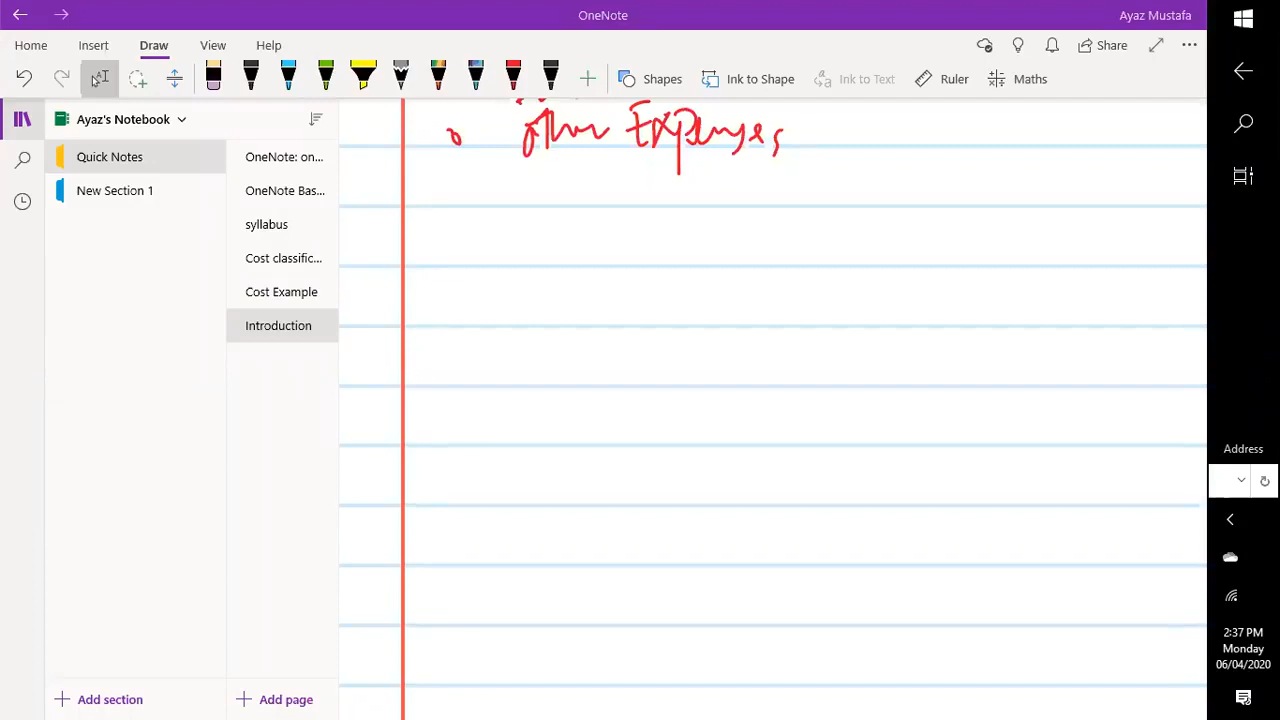 OneNote
Ayaz Mustafa
Home Insert Draw View Help
Share
Shapes
Ink to Shape
Ink to Text
Ruler
Maths
Ayaz's Notebook
Quick Notes
New Section 1
OneNote: on...
OneNote Bas...
syllabus
Cost classific...
Cost Example
Introduction
other Expenses
Add section
Add page
Address
2:37 PM
Monday
06/04/2020